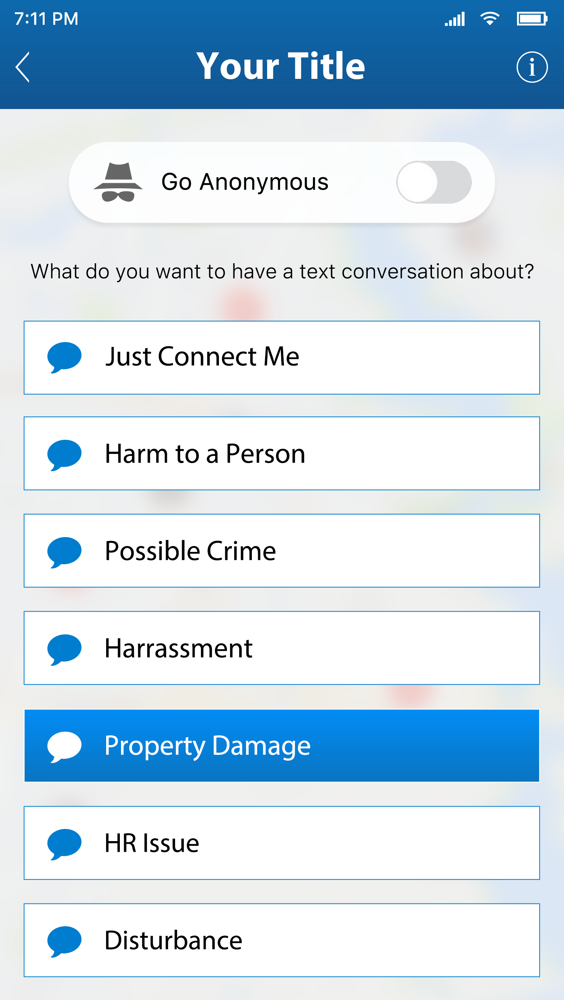 7:11 PM
Your Title
i
Go Anonymous
What do you want to have a text conversation about?
Just Connect Me
Harm to a Person
Possible Crime
Harrassment
Property Damage
HR Issue
Disturbance